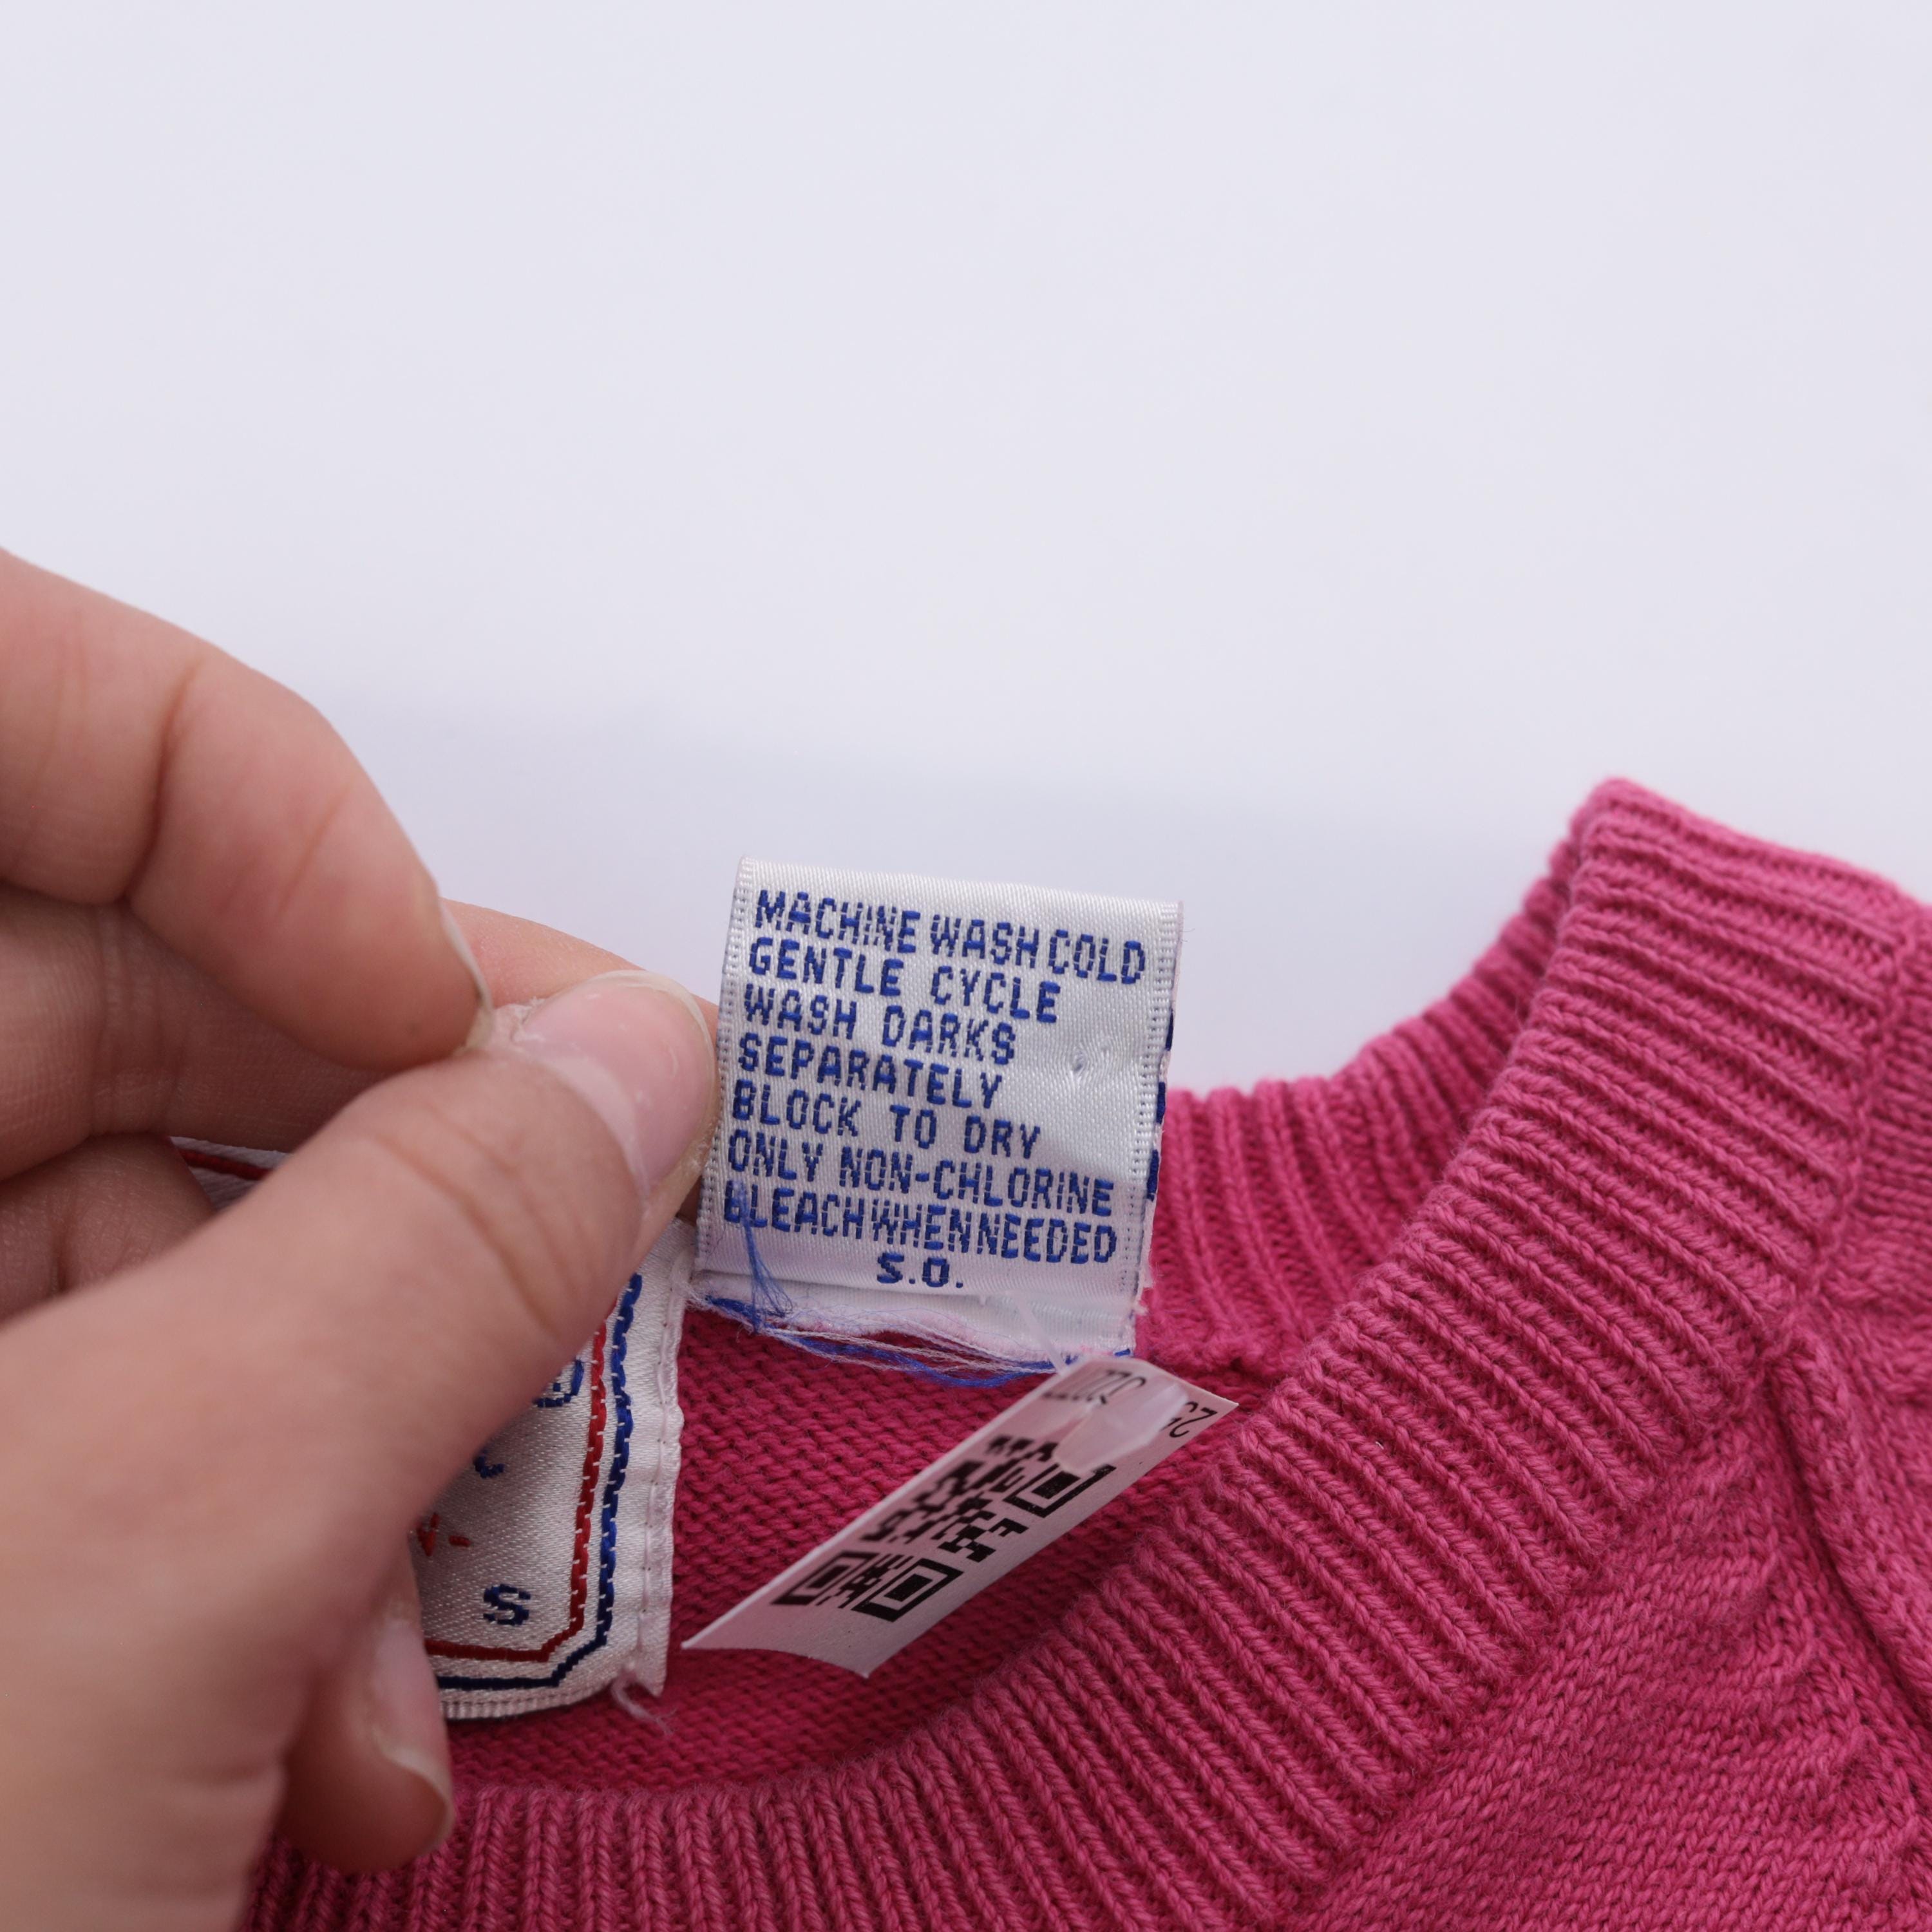 MACHINE WASH COLD
GENTLE CYCLE
WASH DARKS
SEPARATELY
BLOCK TO DRY
ONLY NON-CHLORINE
BLEACH WHEN NEEDED
S.O.
S